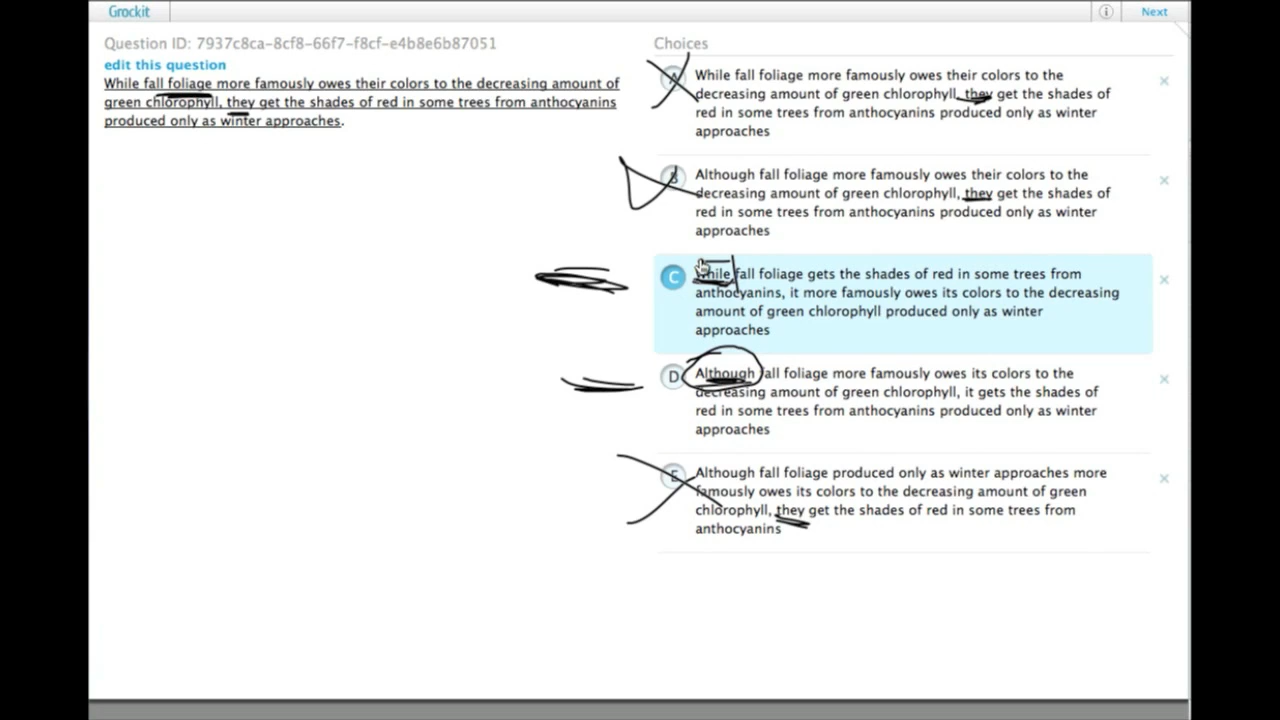 Grockit
Next
Question ID: 7937c8ca-8cf8-66f7-f8cf-e4b8e6b87051
edit this question
While fall foliage more famously owes their colors to the decreasing amount of
green chlorophyll, they get the shades of red in some trees from anthocyanins
produced only as winter approaches.
Choices
A
While fall foliage more famously owes their colors to the
decreasing amount of green chlorophyll, they get the shades of
red in some trees from anthocyanins produced only as winter
approaches
B
Although fall foliage more famously owes their colors to the
decreasing amount of green chlorophyll, they get the shades of
red in some trees from anthocyanins produced only as winter
approaches
C
While fall foliage gets the shades of red in some trees from
anthocyanins, it more famously owes its colors to the decreasing
amount of green chlorophyll produced only as winter
approaches
D
Although fall foliage more famously owes its colors to the
decreasing amount of green chlorophyll, it gets the shades of
red in some trees from anthocyanins produced only as winter
approaches
E
Although fall foliage produced only as winter approaches more
famously owes its colors to the decreasing amount of green
chlorophyll, they get the shades of red in some trees from
anthocyanins